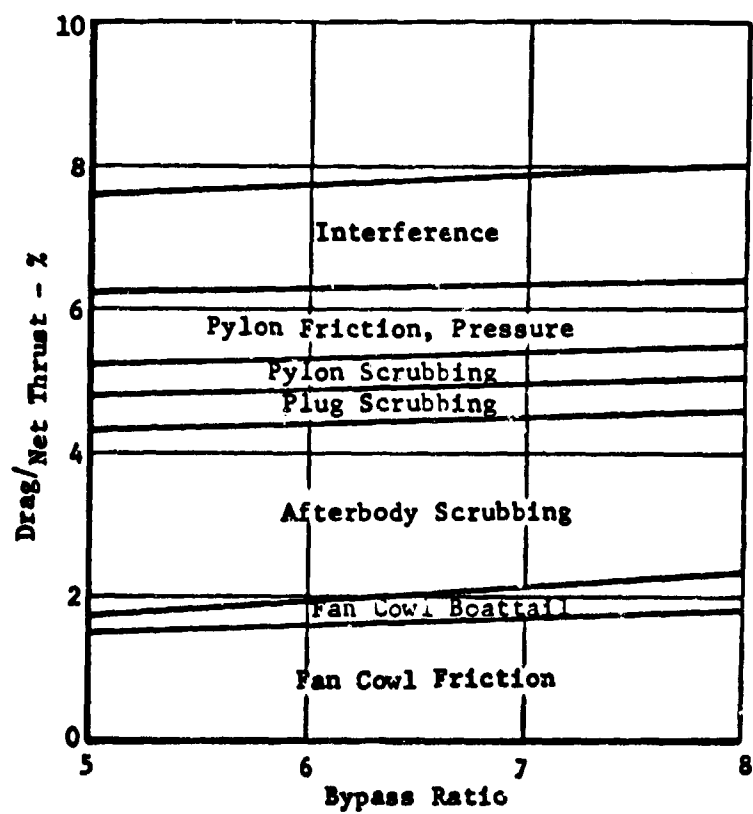 10
8
6
4
2
0
Drag/Net Thrust - %
Interference
Pylon Friction, Pressure
Pylon Scrubbing
Plug Scrubbing
Afterbody Scrubbing
Fan Cowl Boattail
Fan Cowl Friction
5 6 7 8
Bypass Ratio